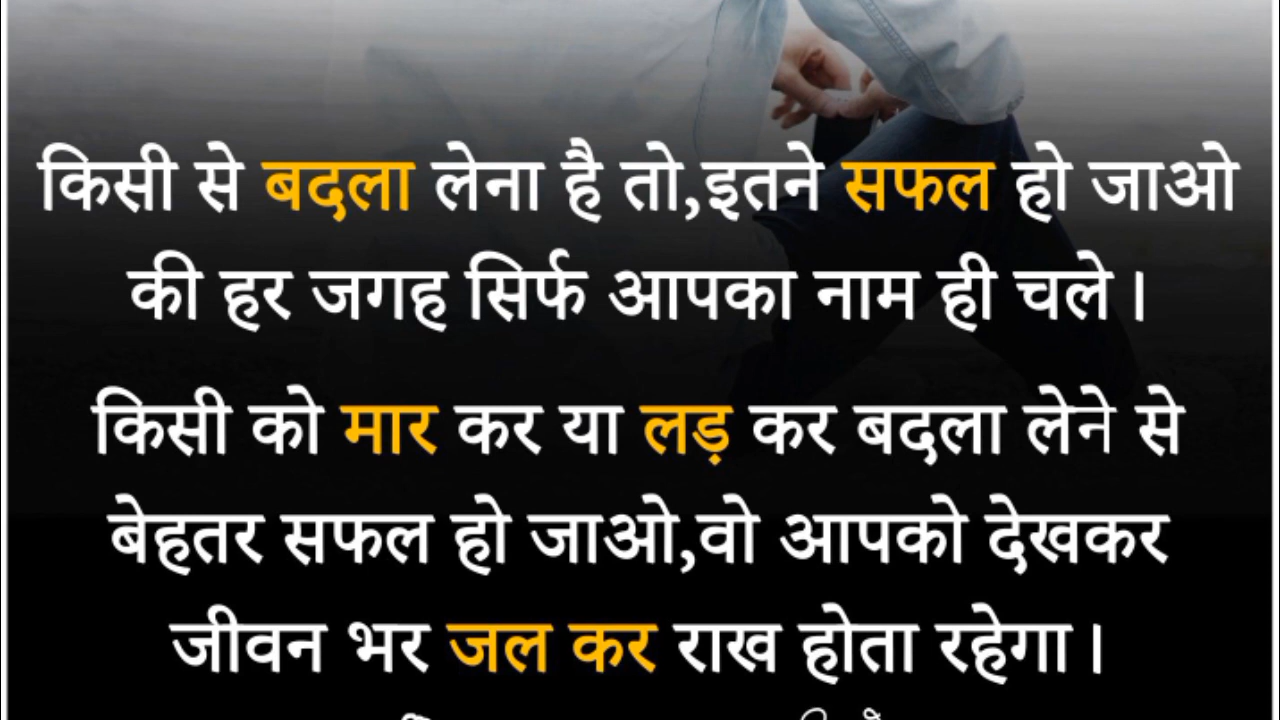 किसी से बदला लेना है तो,इतने सफल हो जाओ
की हर जगह सिर्फ आपका नाम ही चले।
किसी को मार कर या लड़ कर बदला लेने से
बेहतर सफल हो जाओ,वो आपको देखकर
जीवन भर जल कर राख होता रहेगा।